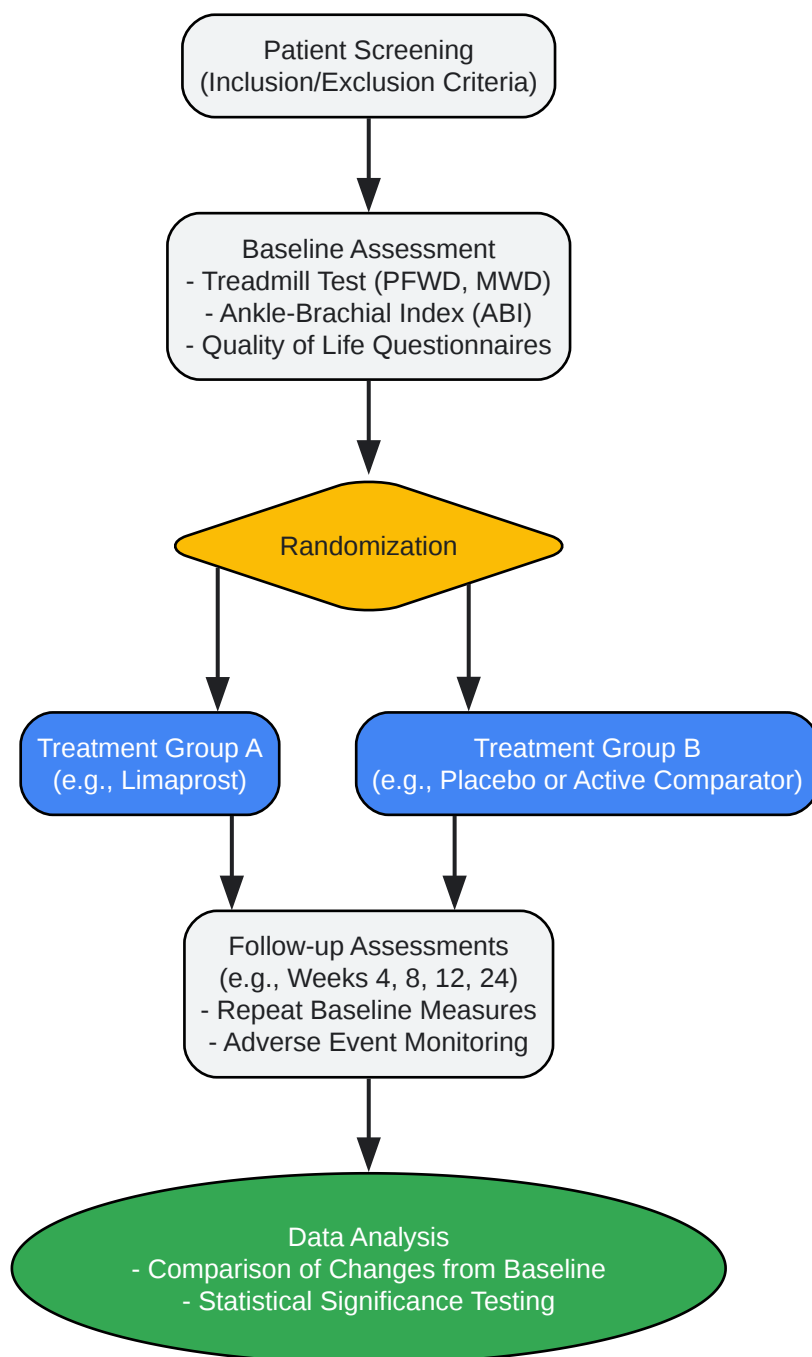 Patient Screening
(Inclusion/Exclusion Criteria)
Baseline Assessment
- Treadmill Test (PFWD, MWD)
- Ankle-Brachial Index (ABI)
- Quality of Life Questionnaires
Randomization
Treatment Group A
(e.g., Limaprost)
Treatment Group B
(e.g., Placebo or Active Comparator)
Follow-up Assessments
(e.g., Weeks 4, 8, 12, 24)
- Repeat Baseline Measures
- Adverse Event Monitoring
Data Analysis
- Comparison of Changes from Baseline
- Statistical Significance Testing